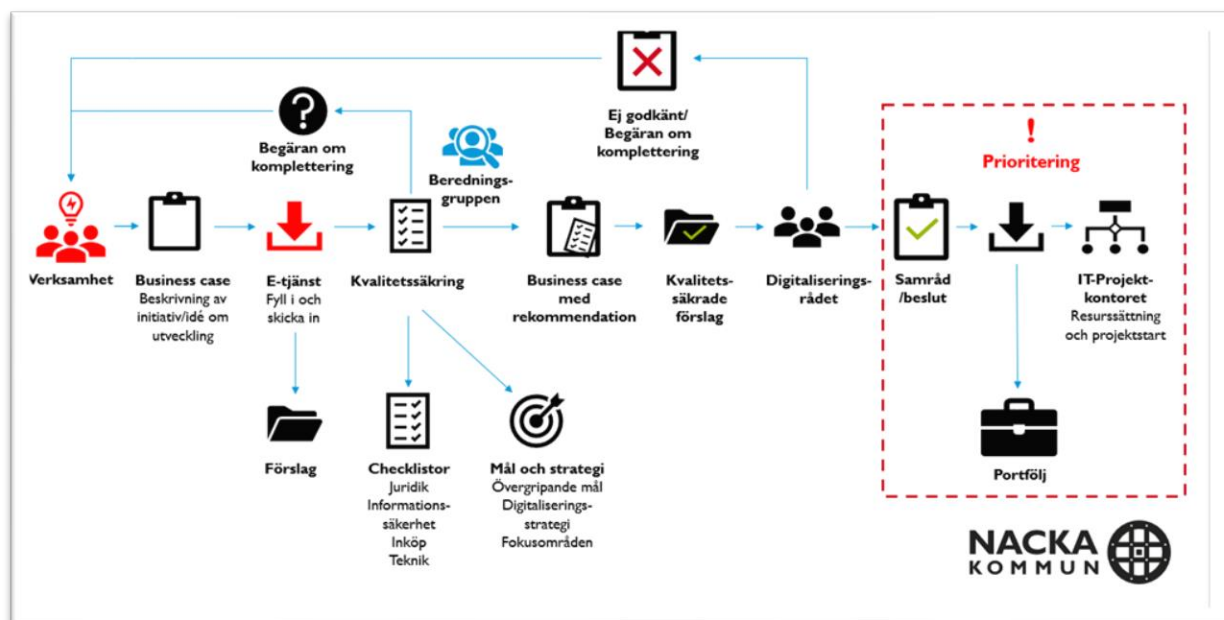 Ej godkänt/
Begäran om
komplettering
Begäran om
komplettering
Berednings-
gruppen
!
Prioritering
?
Verksamhet
Business case
Beskrivning av
initiativ/idé om
utveckling
E-tjänst
Fyll i och
skicka in
Kvalitetssäkring
Business case
med
rekommendation
Kvalitets-
säkrade
förslag
Digitaliserings-
rådet
Samråd
/beslut
IT-Projekt-
kontoret
Resurssättning
och projektstart
Förslag
Checklistor
Juridik
Informations-
säkerhet
Inköp
Teknik
Mål och strategi
Övergripande mål
Digitaliserings-
strategi
Fokusområden
Portfölj
NACKA
KOMMUN